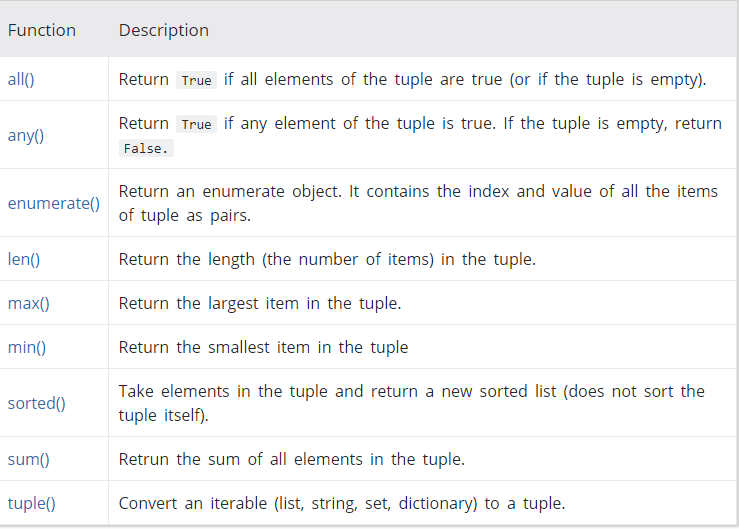 Function Description
all() Return True if all elements of the tuple are true (or if the tuple is empty).
any() Return True if any element of the tuple is true. If the tuple is empty, return
False.
enumerate() Return an enumerate object. It contains the index and value of all the items
of tuple as pairs.
len() Return the length (the number of items) in the tuple.
max() Return the largest item in the tuple.
min() Return the smallest item in the tuple
sorted() Take elements in the tuple and return a new sorted list (does not sort the
tuple itself).
sum() Retrun the sum of all elements in the tuple.
tuple() Convert an iterable (list, string, set, dictionary) to a tuple.